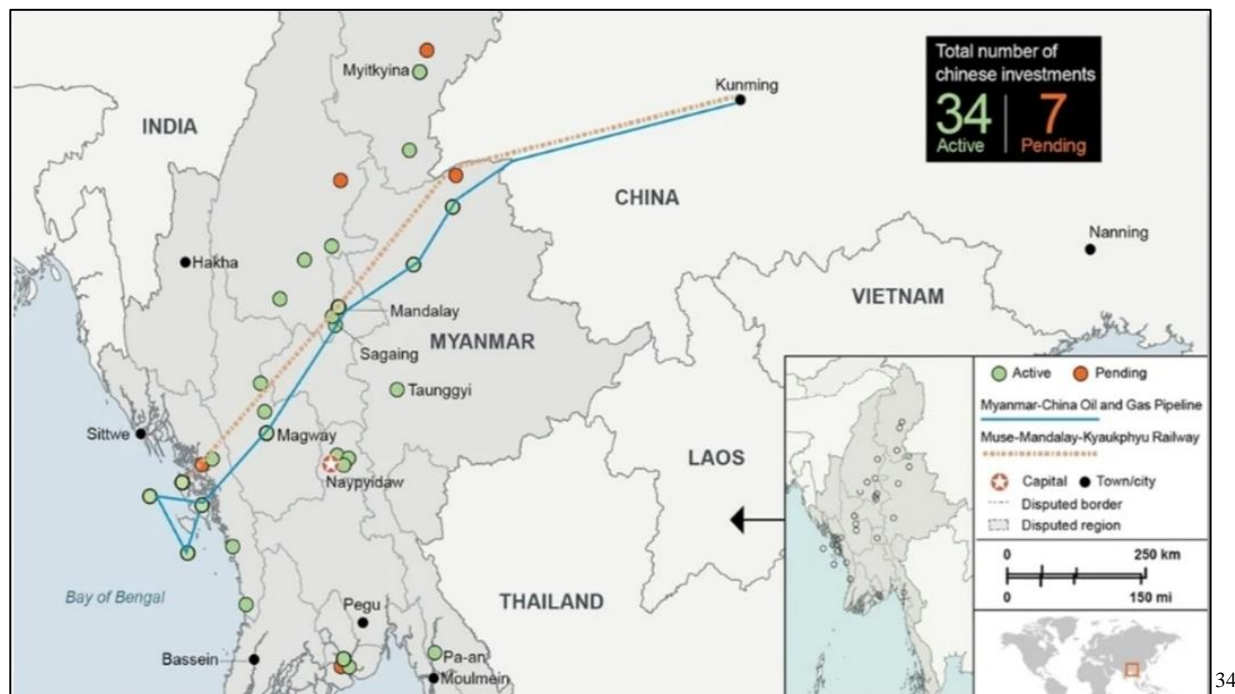 Total number of
chinese investments
34 7
Active Pending
Myitkyina
Kunming
INDIA
CHINA
Nanning
Hakha
VIETNAM
Mandalay
MYANMAR
Sagaing
Taunggyi
Active Pending
Myanmar-China Oil and Gas Pipeline
Sittwe
Magway
Muse-Mandalay-Kyaukphyu Railway
LAOS
Naypyidaw
Capital Town/city
Disputed border
Disputed region
0 250 km
0 150 mi
Bay of Bengal
Pegu
THAILAND
Bassein
Pa-an
Moulmein
34